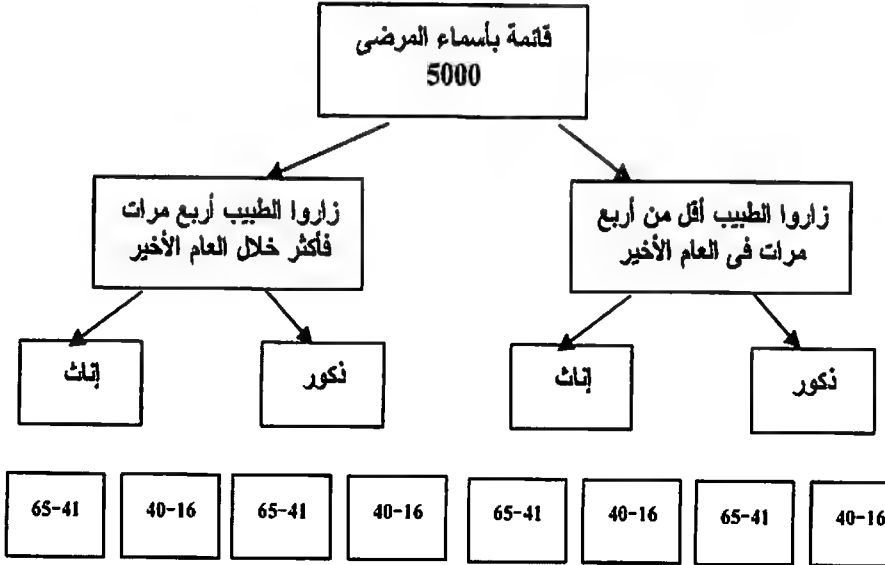 قائمة بأسماء المرضى
5000
زاروا الطبيب أقل من أربع
مرات فى العام الأخير
زاروا الطبيب أربع مرات
فأكثر خلال العام الأخير
ذكور
إناث
ذكور
إناث
40-16
65-41
40-16
65-41
40-16
65-41
40-16
65-41